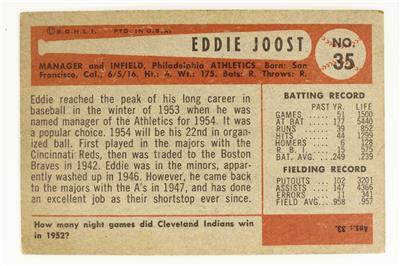 © B.G.H.L.I. PTD. IN U.S.A.
EDDIE JOOST
NO.
35
MANAGER and INFIELD, Philadelphia ATHLETICS Born: San
Francisco, Cal., 6/5/16. Ht.: A; Wt.: 175. Bats: R. Throws: R.
Eddie reached the peak of his long career in
baseball in the winter of 1953 when he was
named manager of the Athletics for 1954. It was
a popular choice. 1954 will be his 22nd in organ-
ized ball. First played in the majors with the
Cincinnati Reds, then was traded to the Boston
Braves in 1942. Eddie was in the minors, appar-
ently washed up in 1946. However, he came back
to the majors with the A's in 1947, and has done
an excellent job as their shortstop ever since.
BATTING RECORD
PAST YR. LIFE
GAMES 51 1500
AT BAT 177 5440
RUNS 39 852
HITS 44 1299
HOMERS 6 132
R. B. I. 15 575
BAT. AVG. .249 .239
FIELDING RECORD
PUTOUTS 102 3201
ASSISTS 147 4366
ERRORS 11 341
FIELD AVG. .958 .957
How many night games did Cleveland Indians win
in 1952?
Ans.: 33.